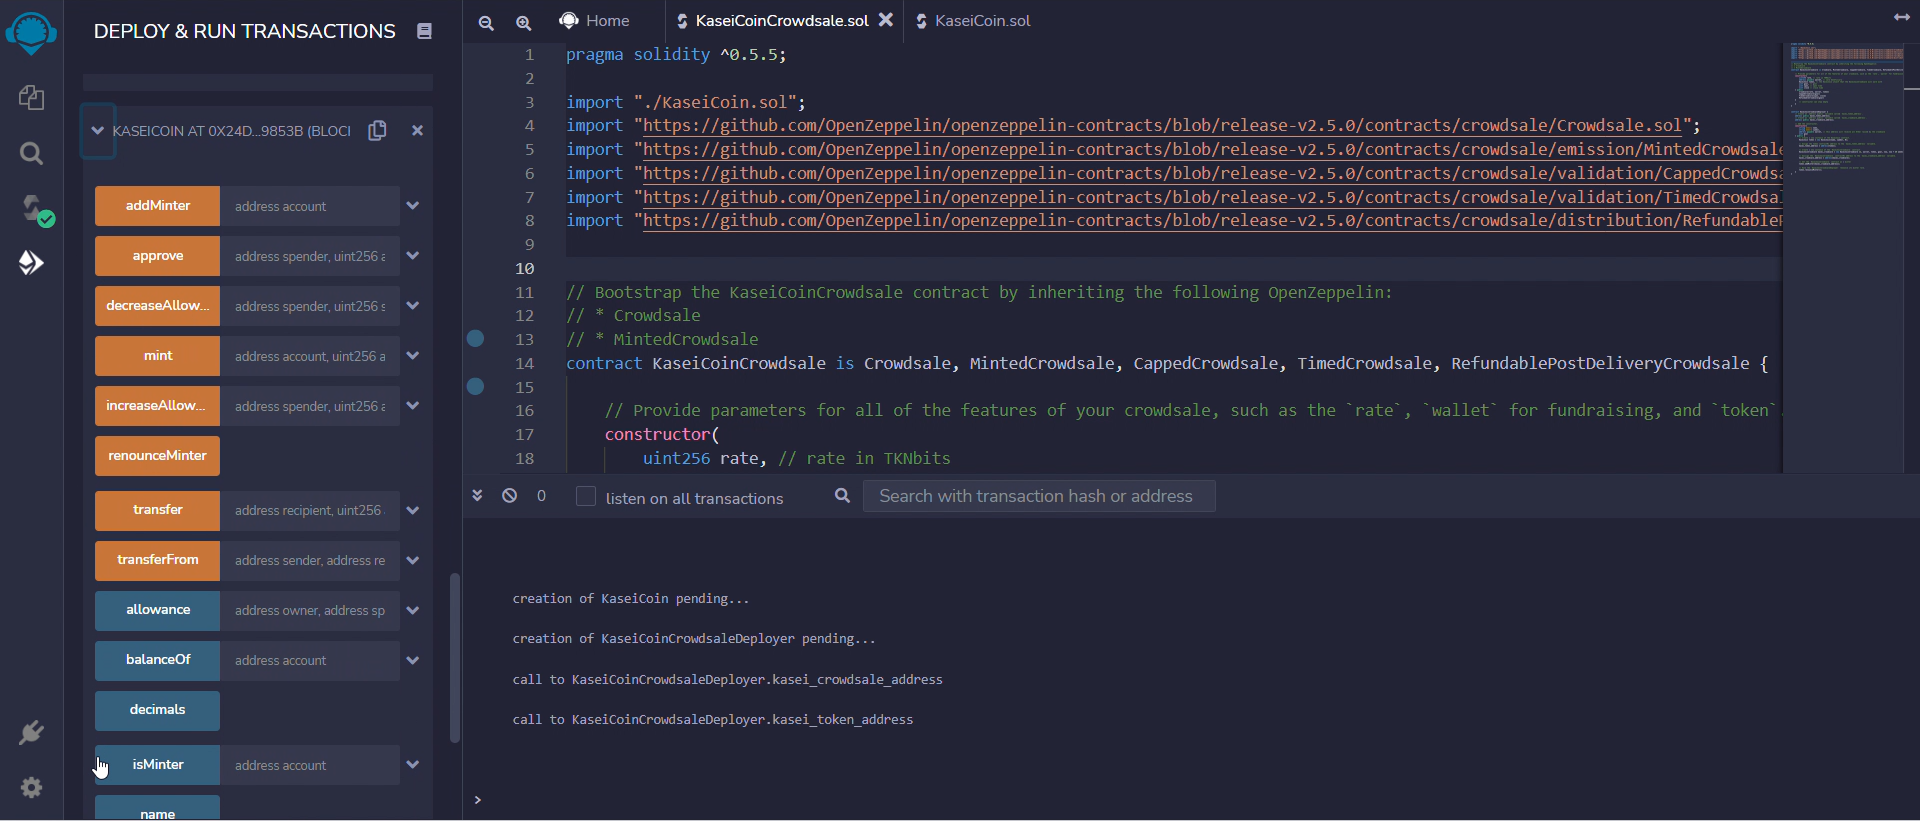 DEPLOY & RUN TRANSACTIONS
KASEICOIN AT 0X24D...9853B (BLOCI
addMinter address account
approve address spender, uint256 a
decreaseAllow... address spender, uint256 s
mint address account, uint256 a
increaseAllow... address spender, uint256 a
renounceMinter
transfer address recipient, uint256
transferFrom address sender, address re
allowance address owner, address sp
balanceOf address account
decimals
isMinter address account
name
Home KaseiCoinCrowdsale.sol KaseiCoin.sol
1 pragma solidity ^0.5.5;
2
3 import "./KaseiCoin.sol";
4 import "https://github.com/OpenZeppelin/openzeppelin-contracts/blob/release-v2.5.0/contracts/crowdsale/Crowdsale.sol";
5 import "https://github.com/OpenZeppelin/openzeppelin-contracts/blob/release-v2.5.0/contracts/crowdsale/emission/MintedCrowdsale
6 import "https://github.com/OpenZeppelin/openzeppelin-contracts/blob/release-v2.5.0/contracts/crowdsale/validation/CappedCrowdsa
7 import "https://github.com/OpenZeppelin/openzeppelin-contracts/blob/release-v2.5.0/contracts/crowdsale/validation/TimedCrowdsal
8 import "https://github.com/OpenZeppelin/openzeppelin-contracts/blob/release-v2.5.0/contracts/crowdsale/distribution/RefundableP
9
10
11 // Bootstrap the KaseiCoinCrowdsale contract by inheriting the following OpenZeppelin:
12 // * Crowdsale
13 // * MintedCrowdsale
14 contract KaseiCoinCrowdsale is Crowdsale, MintedCrowdsale, CappedCrowdsale, TimedCrowdsale, RefundablePostDeliveryCrowdsale {
15
16 // Provide parameters for all of the features of your crowdsale, such as the `rate`, `wallet` for fundraising, and `token`.
17 constructor(
18 uint256 rate, // rate in TKNbits
0 listen on all transactions Search with transaction hash or address
creation of KaseiCoin pending...
creation of KaseiCoinCrowdsaleDeployer pending...
call to KaseiCoinCrowdsaleDeployer.kasei_crowdsale_address
call to KaseiCoinCrowdsaleDeployer.kasei_token_address
>